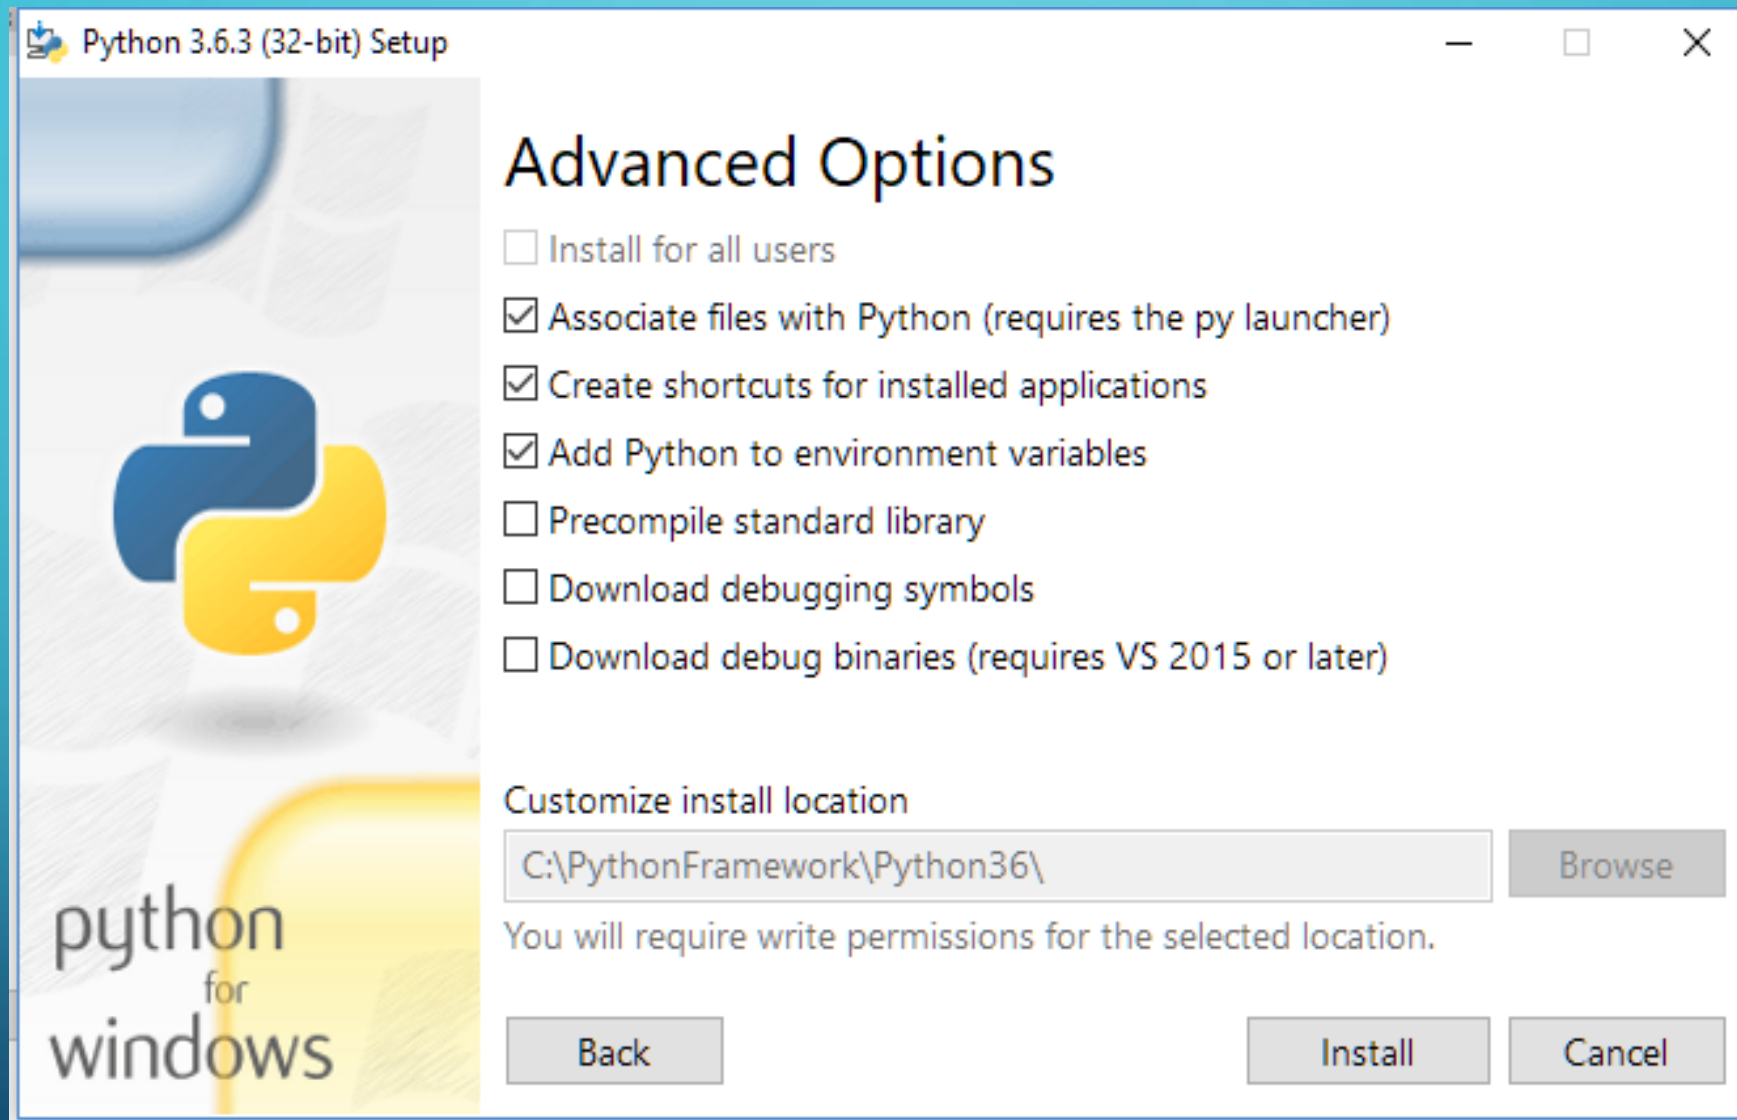 Python 3.6.3 (32-bit) Setup
Advanced Options
Install for all users
Associate files with Python (requires the py launcher)
Create shortcuts for installed applications
Add Python to environment variables
Precompile standard library
Download debugging symbols
Download debug binaries (requires VS 2015 or later)
Customize install location
C:\PythonFramework\Python36\
Browse
You will require write permissions for the selected location.
python
for
windows
Back
Install
Cancel